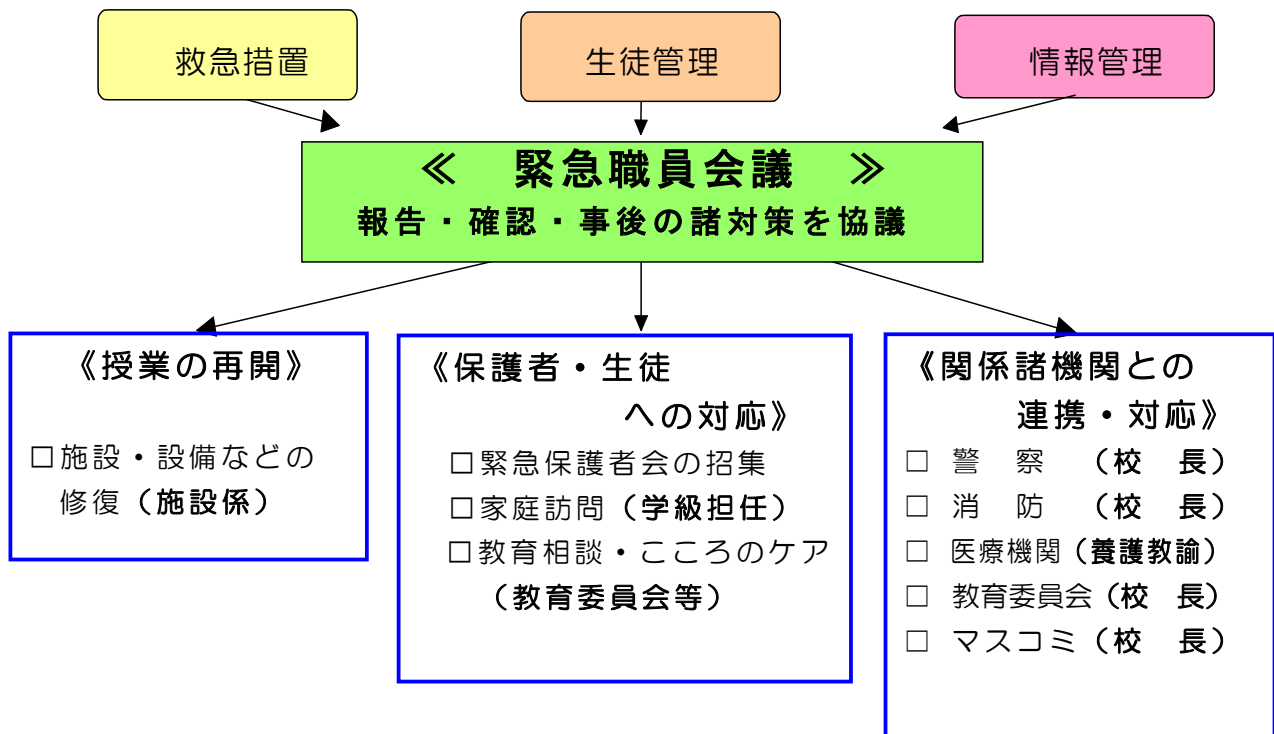 救急措置
生徒管理
情報管理
≪　緊急職員会議　≫
報告・確認・事後の諸対策を協議
《授業の再開》
□施設・設備などの
修復（施設係）
《保護者・生徒
への対応》
□緊急保護者会の招集
□家庭訪問（学級担任）
□教育相談・こころのケア
（教育委員会等）
《関係諸機関との
連携・対応》
□　警　察　（校　長）
□　消　防　（校　長）
□　医療機関（養護教諭）
□　教育委員会（校　長）
□　マスコミ（校　長）